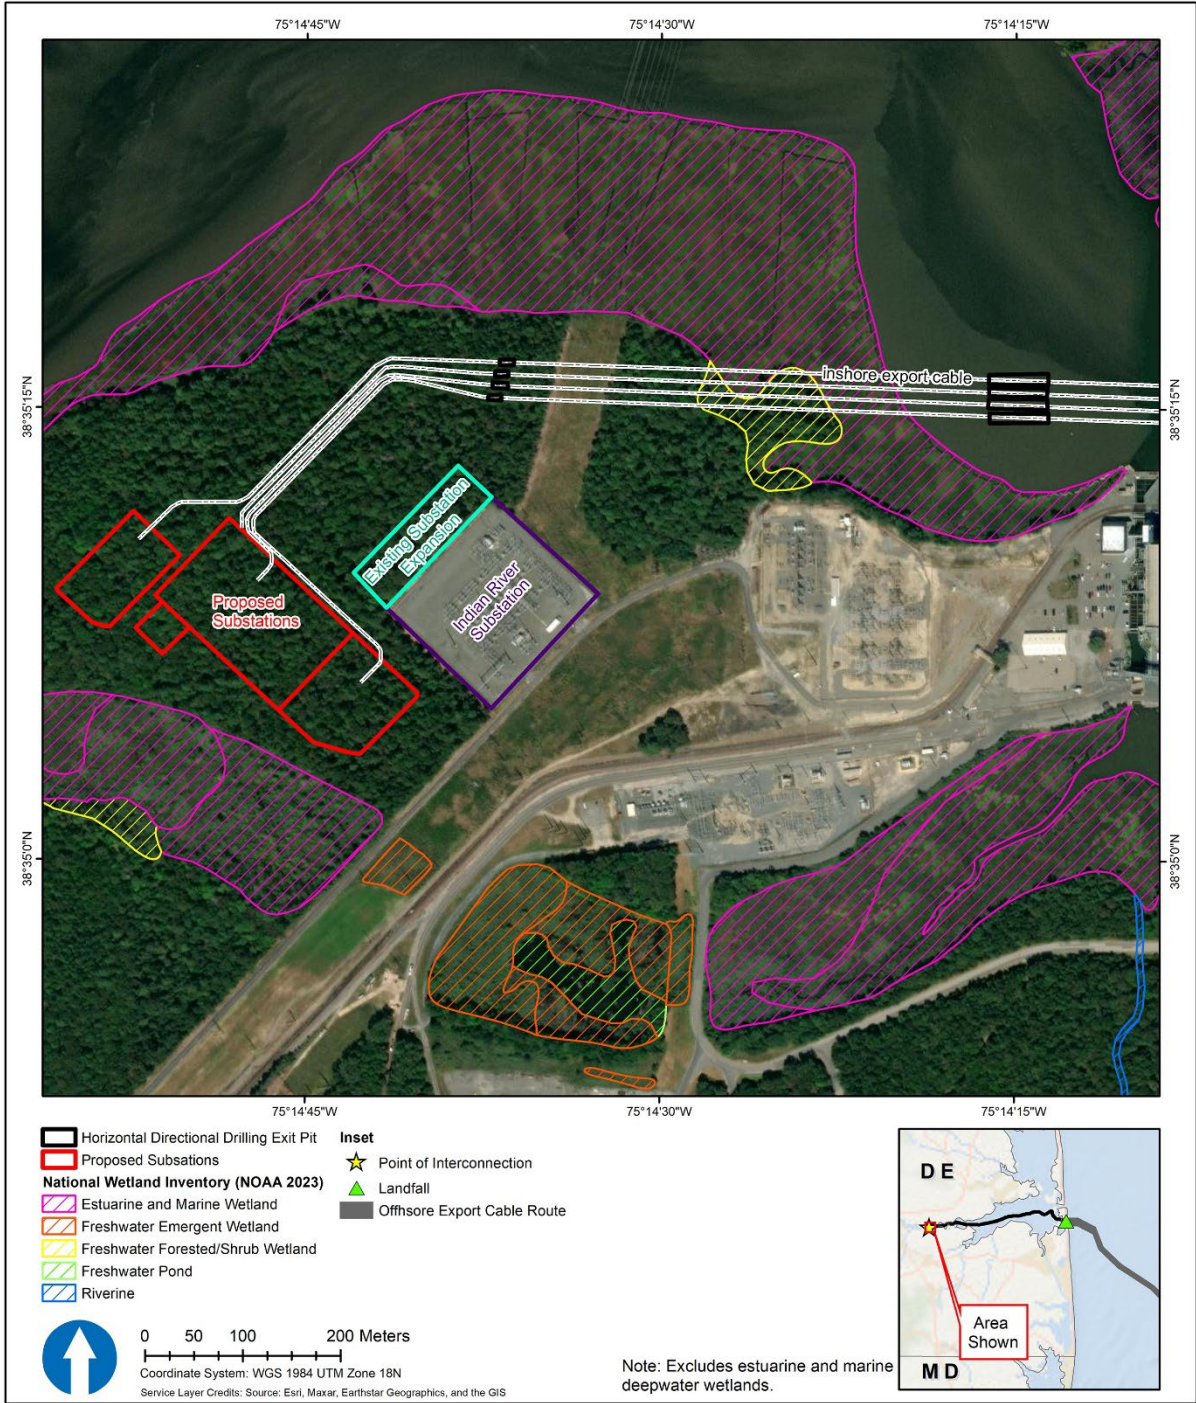 75°14'45"W
75°14'30"W
75°14'15"W
38°35'15"N
38°35'15"N
inshore export cable
Existing Substation
Expansion
Indian River
Substation
Proposed
Substations
38°35'0"N
38°35'0"N
75°14'45"W
75°14'30"W
75°14'15"W
Horizontal Directional Drilling Exit Pit
Proposed Subsations
National Wetland Inventory (NOAA 2023)
Estuarine and Marine Wetland
Freshwater Emergent Wetland
Freshwater Forested/Shrub Wetland
Freshwater Pond
Riverine
Inset
Point of Interconnection
Landfall
Offhsore Export Cable Route
0 50 100 200 Meters
Coordinate System: WGS 1984 UTM Zone 18N
Service Layer Credits: Source: Esri, Maxar, Earthstar Geographics, and the GIS
Note: Excludes estuarine and marine
deepwater wetlands.
D E
Area
Shown
M D